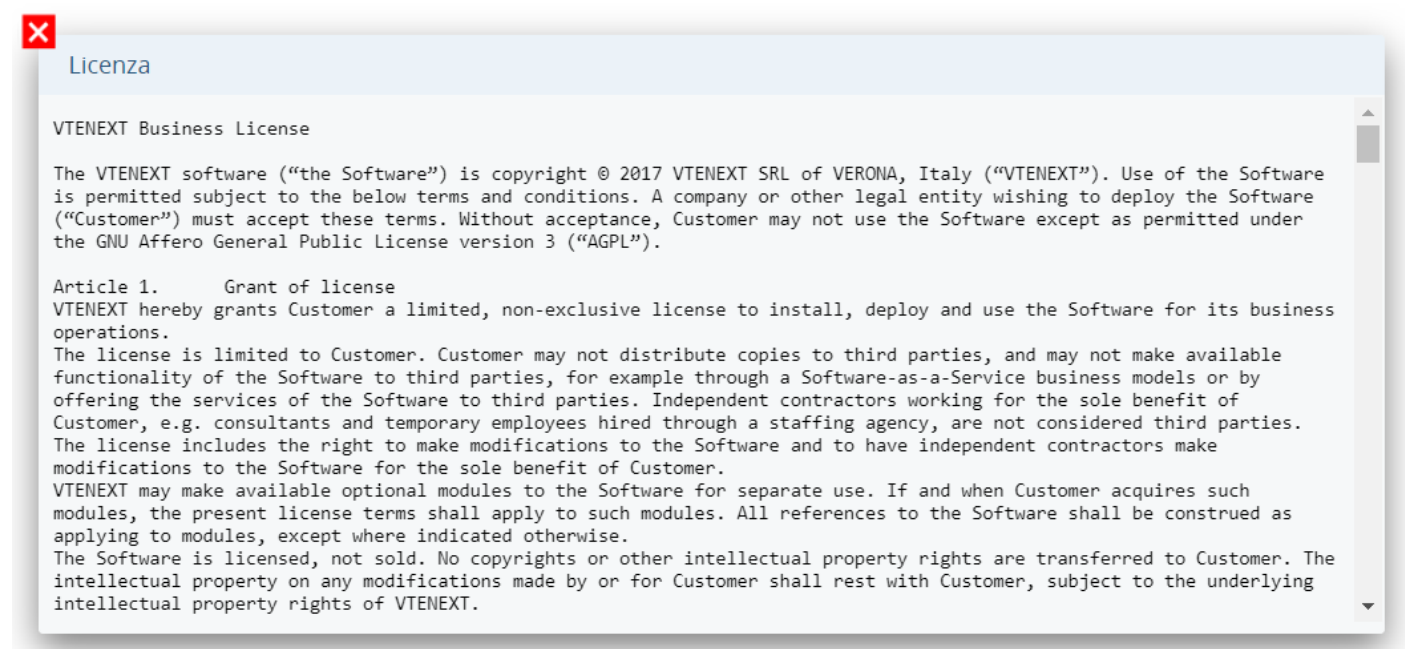 Licenza
VTENEXT Business License
The VTENEXT software (“the Software”) is copyright © 2017 VTENEXT SRL of VERONA, Italy (“VTENEXT”). Use of the Software
is permitted subject to the below terms and conditions. A company or other legal entity wishing to deploy the Software
(“Customer”) must accept these terms. Without acceptance, Customer may not use the Software except as permitted under
the GNU Affero General Public License version 3 (“AGPL”).
Article 1. Grant of license
VTENEXT hereby grants Customer a limited, non-exclusive license to install, deploy and use the Software for its business
operations.
The license is limited to Customer. Customer may not distribute copies to third parties, and may not make available
functionality of the Software to third parties, for example through a Software-as-a-Service business models or by
offering the services of the Software to third parties. Independent contractors working for the sole benefit of
Customer, e.g. consultants and temporary employees hired through a staffing agency, are not considered third parties.
The license includes the right to make modifications to the Software and to have independent contractors make
modifications to the Software for the sole benefit of Customer.
VTENEXT may make available optional modules to the Software for separate use. If and when Customer acquires such
modules, the present license terms shall apply to such modules. All references to the Software shall be construed as
applying to modules, except where indicated otherwise.
The Software is licensed, not sold. No copyrights or other intellectual property rights are transferred to Customer. The
intellectual property on any modifications made by or for Customer shall rest with Customer, subject to the underlying
intellectual property rights of VTENEXT.